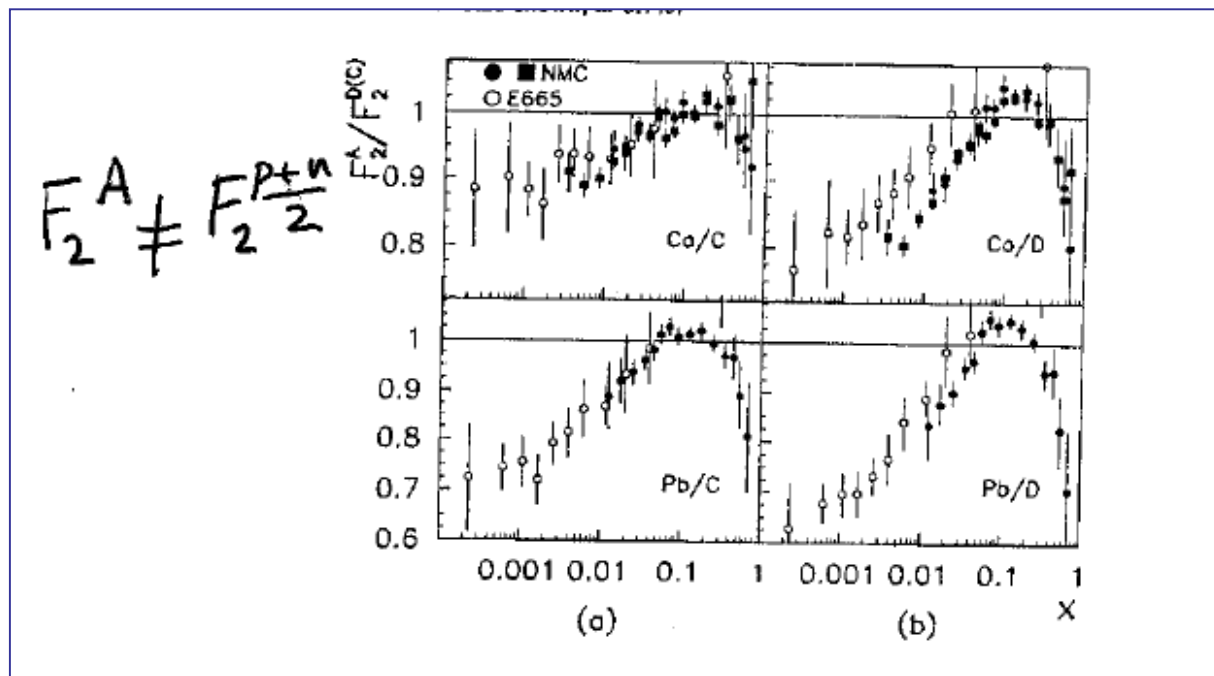 F₂ᴬ ≠ F₂^(p+n)/2
F₂ᴬ/F₂ᴰ⁽ꟲ⁾
● ■ NMC
○ E665
1
0.9
0.8
Ca/C
Ca/D
1
0.9
0.8
0.7
0.6
Pb/C
Pb/D
0.001 0.01 0.1 1
0.001 0.01 0.1 1
X
(a)
(b)